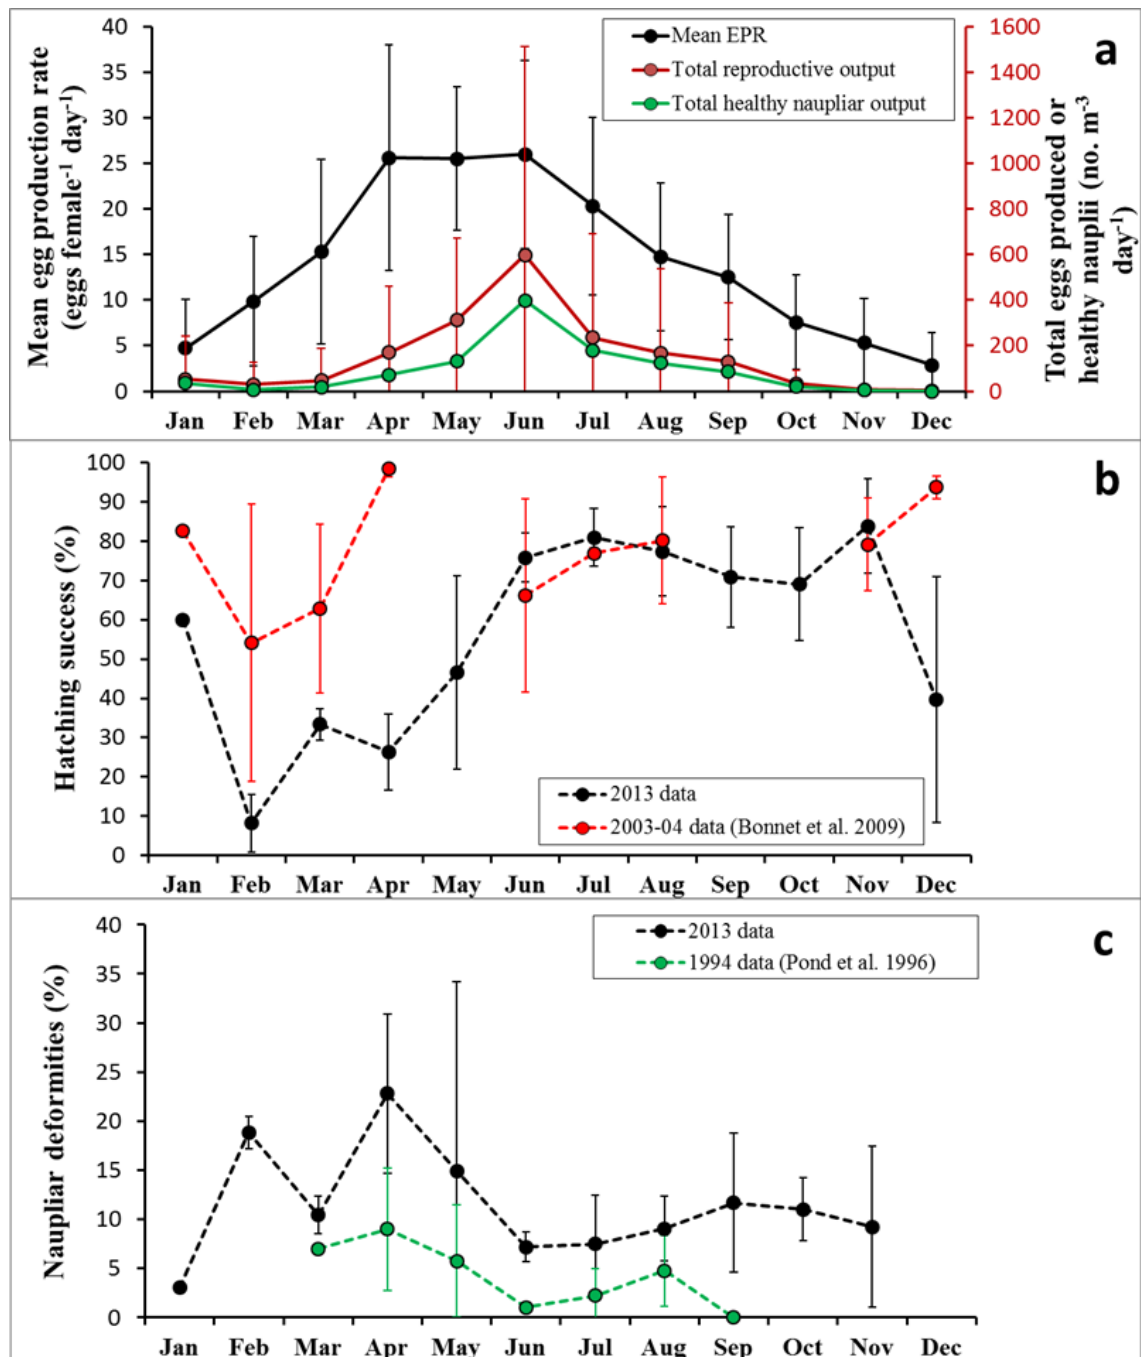 a
Mean EPR
Total reproductive output
Total healthy naupliar output
Mean egg production rate
(eggs female⁻¹ day⁻¹)
40
35
30
25
20
15
10
5
0
1600
1400
1200
1000
800
600
400
200
0
Total eggs produced or
healthy nauplii (no. m⁻³
day⁻¹)
Jan Feb Mar Apr May Jun Jul Aug Sep Oct Nov Dec
b
Hatching success (%)
100
90
80
70
60
50
40
30
20
10
0
2013 data
2003-04 data (Bonnet et al. 2009)
Jan Feb Mar Apr May Jun Jul Aug Sep Oct Nov Dec
c
2013 data
1994 data (Pond et al. 1996)
Naupliar deformities (%)
40
35
30
25
20
15
10
5
0
Jan Feb Mar Apr May Jun Jul Aug Sep Oct Nov Dec